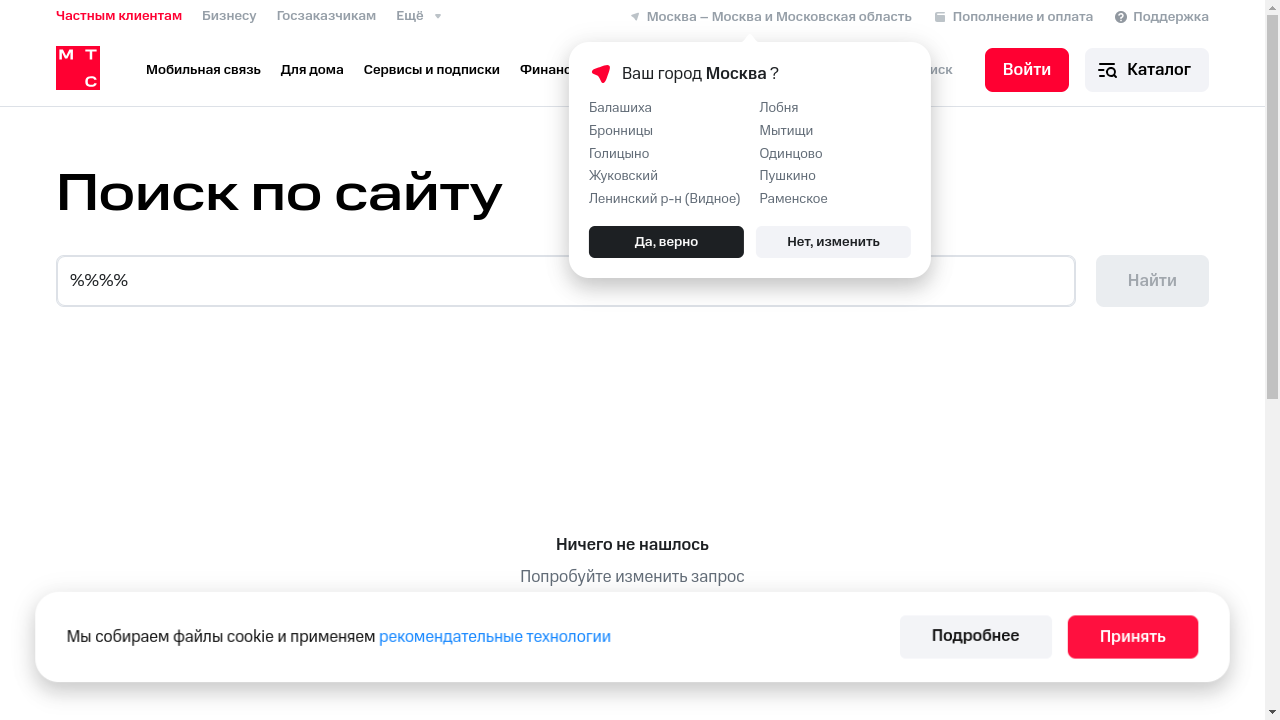 Частным клиентам Бизнесу Госзаказчикам Ещё Москва – Москва и Московская область Пополнение и оплата Поддержка
МТС
Мобильная связь Для дома Сервисы и подписки Финанс иск Войти Каталог
Ваш город Москва ?
Балашиха Лобня
Бронницы Мытищи
Голицыно Одинцово
Жуковский Пушкино
Ленинский р-н (Видное) Раменское
Да, верно Нет, изменить
Поиск по сайту
%%%% Найти
Ничего не нашлось
Попробуйте изменить запрос
Мы собираем файлы cookie и применяем рекомендательные технологии Подробнее Принять